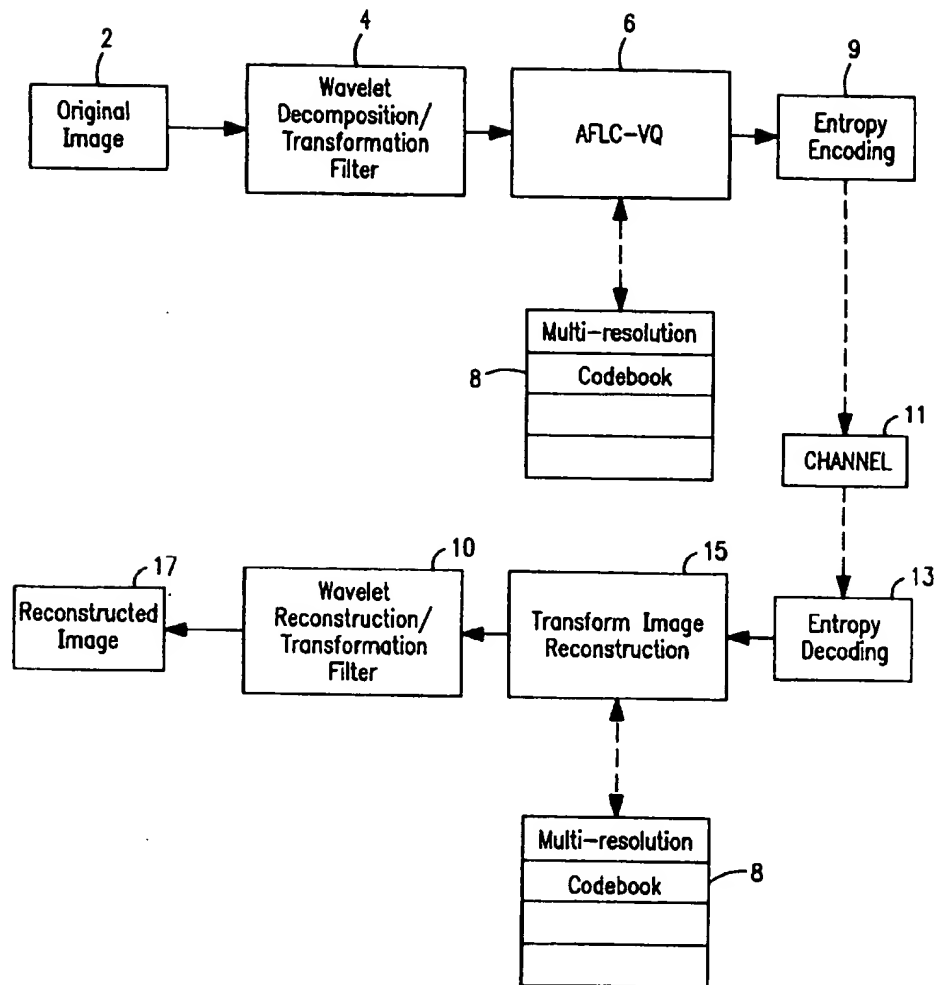 2
4
6
9
Original
Image
Wavelet
Decomposition/
Transformation
Filter
AFLC-VQ
Entropy
Encoding
Multi-resolution
8
Codebook
11
CHANNEL
17
10
15
13
Reconstructed
Image
Wavelet
Reconstruction/
Transformation
Filter
Transform Image
Reconstruction
Entropy
Decoding
Multi-resolution
Codebook
8